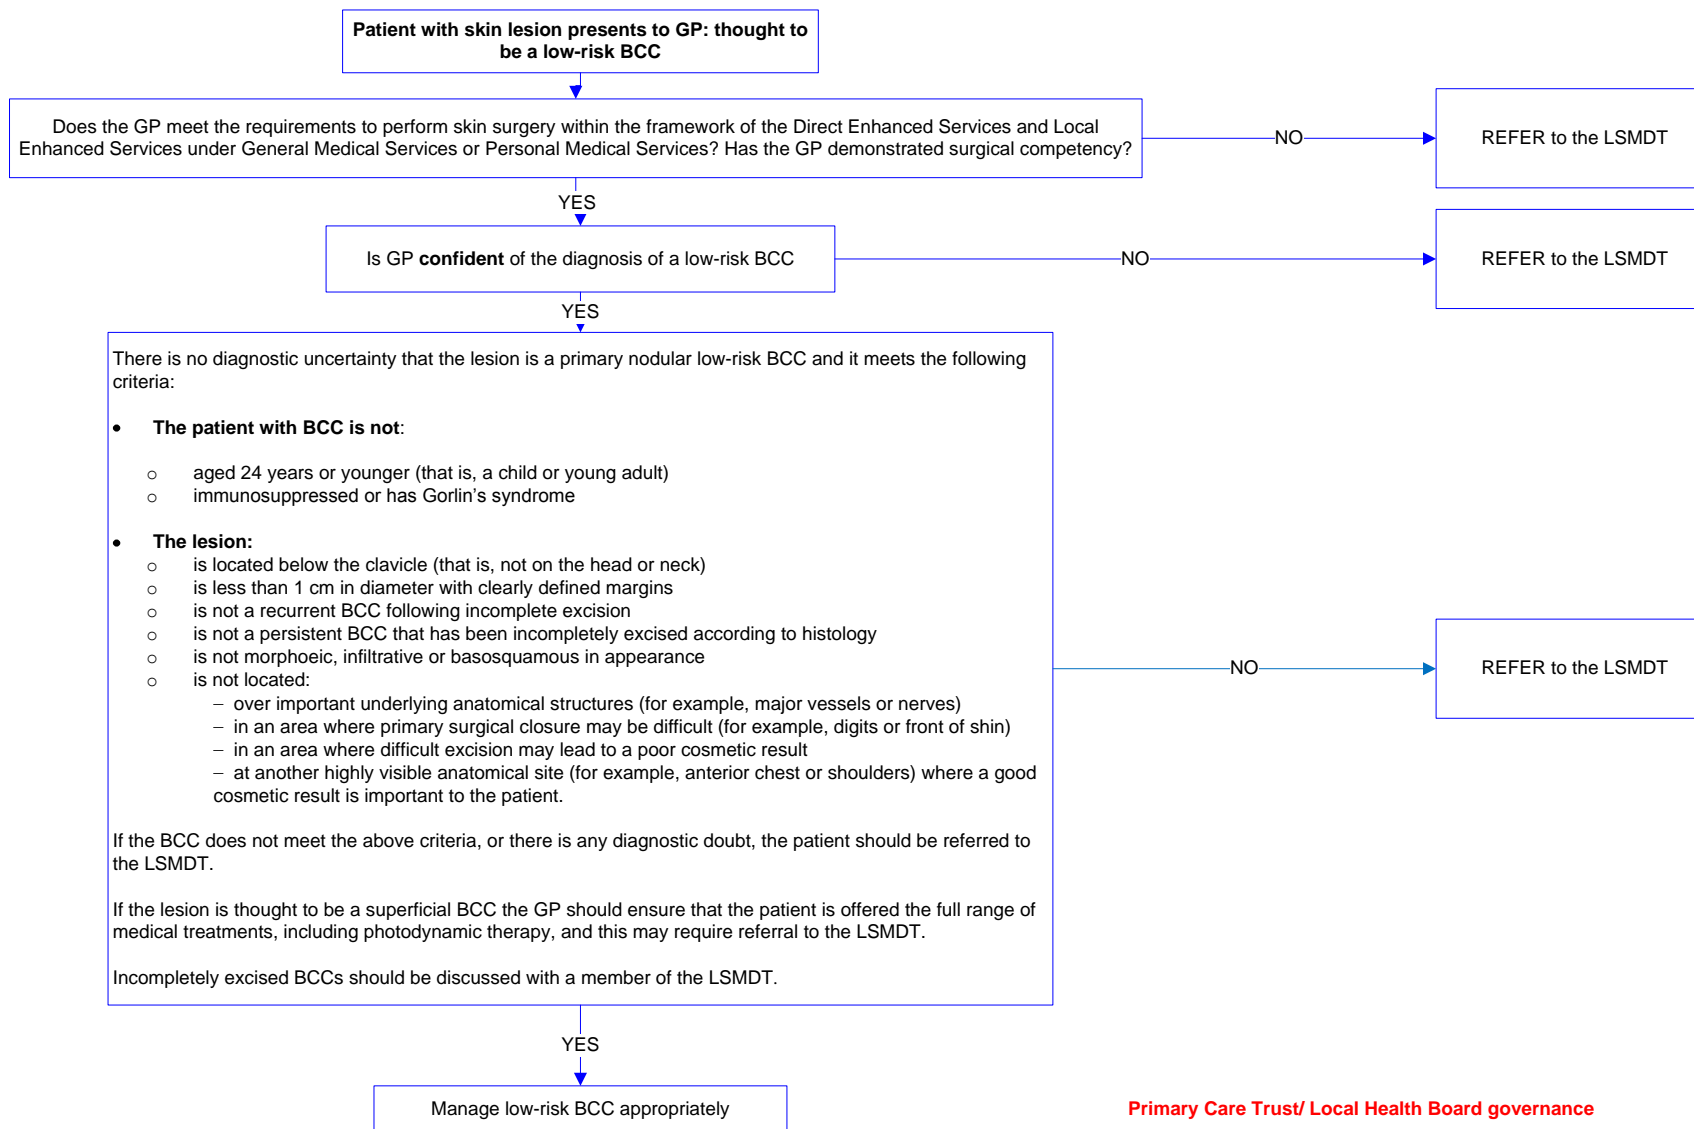 Patient with skin lesion presents to GP: thought to
be a low-risk BCC
Does the GP meet the requirements to perform skin surgery within the framework of the Direct Enhanced Services and Local
Enhanced Services under General Medical Services or Personal Medical Services? Has the GP demonstrated surgical competency?
NO
REFER to the LSMDT
YES
Is GP confident of the diagnosis of a low-risk BCC
NO
REFER to the LSMDT
YES
There is no diagnostic uncertainty that the lesion is a primary nodular low-risk BCC and it meets the following
criteria:
• The patient with BCC is not:
○ aged 24 years or younger (that is, a child or young adult)
○ immunosuppressed or has Gorlin’s syndrome
• The lesion:
○ is located below the clavicle (that is, not on the head or neck)
○ is less than 1 cm in diameter with clearly defined margins
○ is not a recurrent BCC following incomplete excision
○ is not a persistent BCC that has been incompletely excised according to histology
○ is not morphoeic, infiltrative or basosquamous in appearance
○ is not located:
– over important underlying anatomical structures (for example, major vessels or nerves)
– in an area where primary surgical closure may be difficult (for example, digits or front of shin)
– in an area where difficult excision may lead to a poor cosmetic result
– at another highly visible anatomical site (for example, anterior chest or shoulders) where a good
cosmetic result is important to the patient.
If the BCC does not meet the above criteria, or there is any diagnostic doubt, the patient should be referred to
the LSMDT.
If the lesion is thought to be a superficial BCC the GP should ensure that the patient is offered the full range of
medical treatments, including photodynamic therapy, and this may require referral to the LSMDT.
Incompletely excised BCCs should be discussed with a member of the LSMDT.
NO
REFER to the LSMDT
YES
Manage low-risk BCC appropriately
Primary Care Trust/ Local Health Board governance